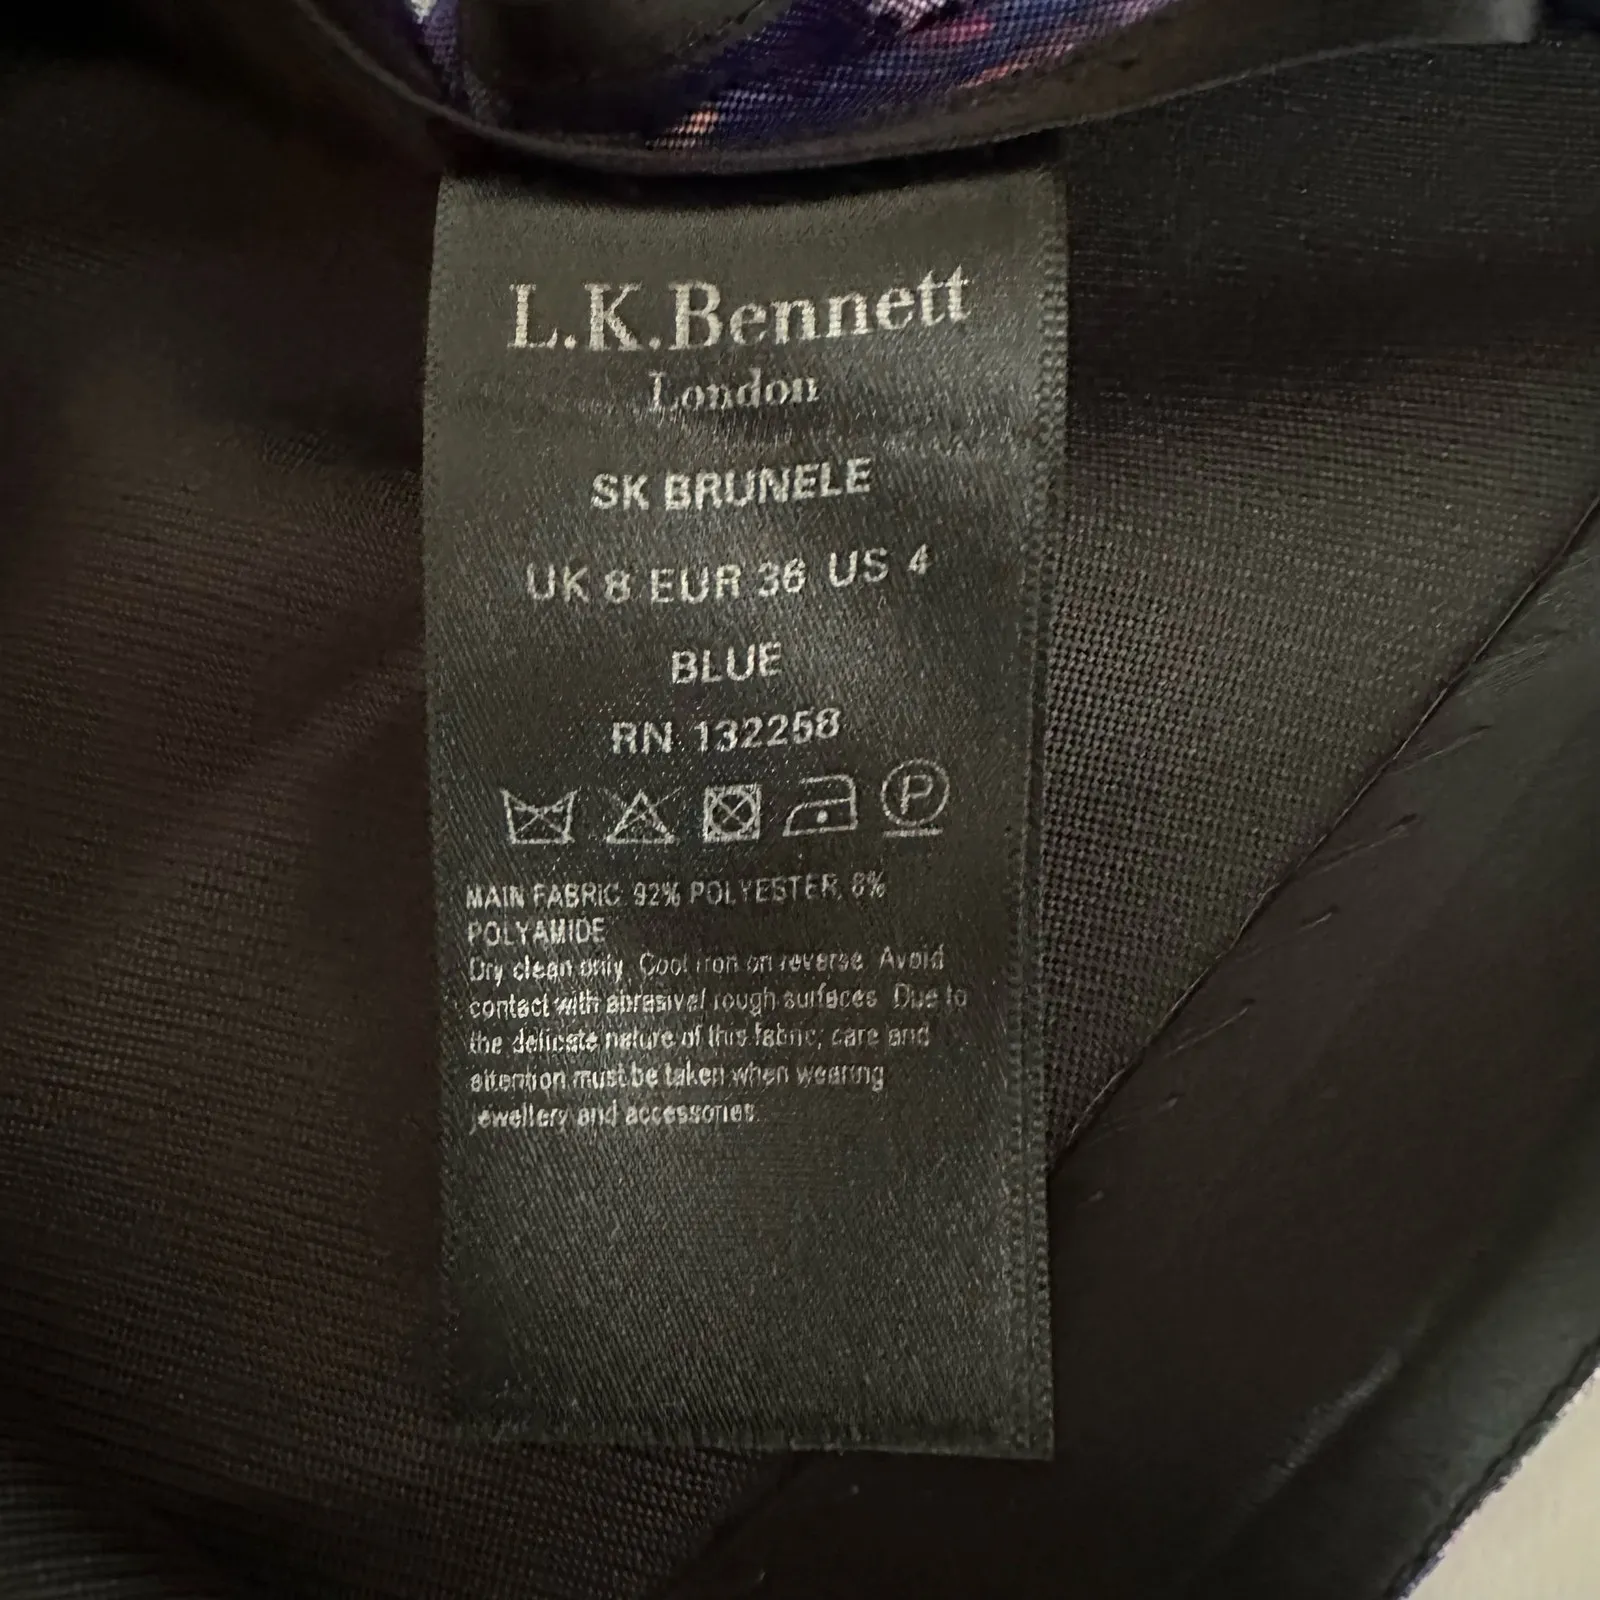 L.K.Bennett
London
SK BRUNELE
UK 8 EUR 36 US 4
BLUE
RN 132258
P
MAIN FABRIC 92% POLYESTER, 8%
POLYAMIDE
Dry clean only. Cool iron on reverse. Avoid
contact with abrasive/ rough surfaces. Due to
the delicate nature of this fabric, care and
attention must be taken when wearing
jewellery and accessories.